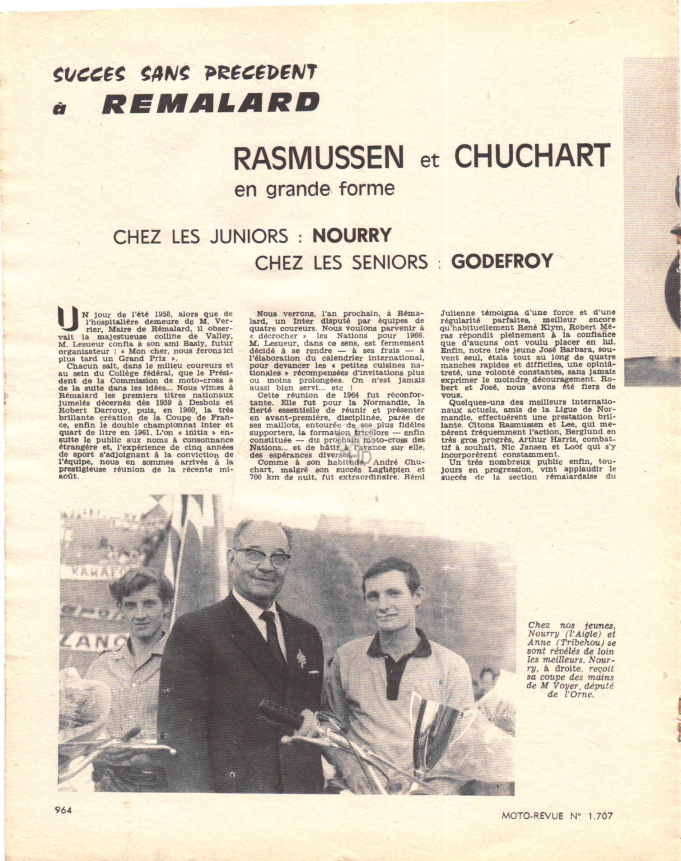 SUCCES SANS PRECEDENT
à REMALARD
RASMUSSEN et CHUCHART
en grande forme
CHEZ LES JUNIORS : NOURRY
CHEZ LES SENIORS : GODEFROY
UN jour de l'été 1958, alors que de
l'hospitalière demeure de M. Ver-
rier, Maire de Rémalard, il obser-
vait la majestueuse colline de Valley,
M. Lesueur confia à son ami Basly, futur
organisateur : « Mon cher, nous ferons ici
plus tard un Grand Prix ».
Chacun sait, dans le milieu coureurs et
au sein du Collège fédéral, que le Prési-
dent de la Commission de moto-cross a
de la suite dans les idées... Nous vîmes à
Rémalard les premiers titres nationaux
jumelés décernés dès 1959 à Desbois et
Robert Darrouy, puis, en 1960, la très
brillante création de la Coupe de Fran-
ce, enfin le double championnat inter et
quart de litre en 1961. L'on « initia » en-
suite le public aux noms à consonnance
étrangère et, l'expérience de cinq années
de sport s'adjoignant à la conviction de
l'équipe, nous en sommes arrivés à la
prestigieuse réunion de la récente mi-
août.
Nous verrons, l'an prochain, à Réma-
lard, un Inter disputé par équipes de
quatre coureurs. Nous voulons parvenir à
« décrocher » les Nations pour 1966.
M. Lesueur, dans ce sens, est fermement
décidé à se rendre — à ses frais — à
l'élaboration du calendrier international,
pour devancer les « petites cuisines na-
tionales » récompensées d'invitations plus
ou moins prolongées. On n'est jamais
aussi bien servi... etc !
Cette réunion de 1964 fut réconfor-
tante. Elle fut pour la Normandie, la
fierté essentielle de réunir et présenter
en avant-première, disciplinée, parée de
ses maillots, entourée de ses plus fidèles
supporters, la formation tricolore — enfin
constituée — du prochain moto-cross des
Nations... et de bâtir à l'avance sur elle,
des espérances diverses.
Comme à son habitude, André Chu-
chart, malgré son succès Laguépien et
700 km de nuit, fut extraordinaire. Rémi
Julienne témoigna d'une force et d'une
régularité parfaites, meilleur encore
qu'habituellement René Klym, Robert Mé-
ras répondit pleinement à la confiance
que d'aucuns ont voulu placer en lui.
Enfin, notre très jeune José Barbara, sou-
vent seul, étala tout au long de quatre
manches rapides et difficiles, une opiniâ-
treté, une volonté constantes, sans jamais
exprimer le moindre découragement. Ro-
bert et José, nous avons été fiers de
vous.
Quelques-uns des meilleurs internatio-
naux actuels, amis de la Ligue de Nor-
mandie, effectuèrent une prestation bril-
lante. Citons Rasmussen et Lee, qui me-
nèrent fréquemment l'action, Berglund en
très gros progrès, Arthur Harris, combat-
tif à souhait, Nic Jansen et Loof qui s'y
incorporèrent constamment.
Un très nombreux public enfin, tou-
jours en progression, vint applaudir le
succès de la section rémalardaise du
Chez nos jeunes,
Nourry (l'Aigle) et
Anne (Tribehou) se
sont révélés de loin
les meilleurs. Nour-
ry, à droite, reçoit
sa coupe des mains
de M Voyer, député
de l'Orne.
964
MOTO-REVUE N° 1.707